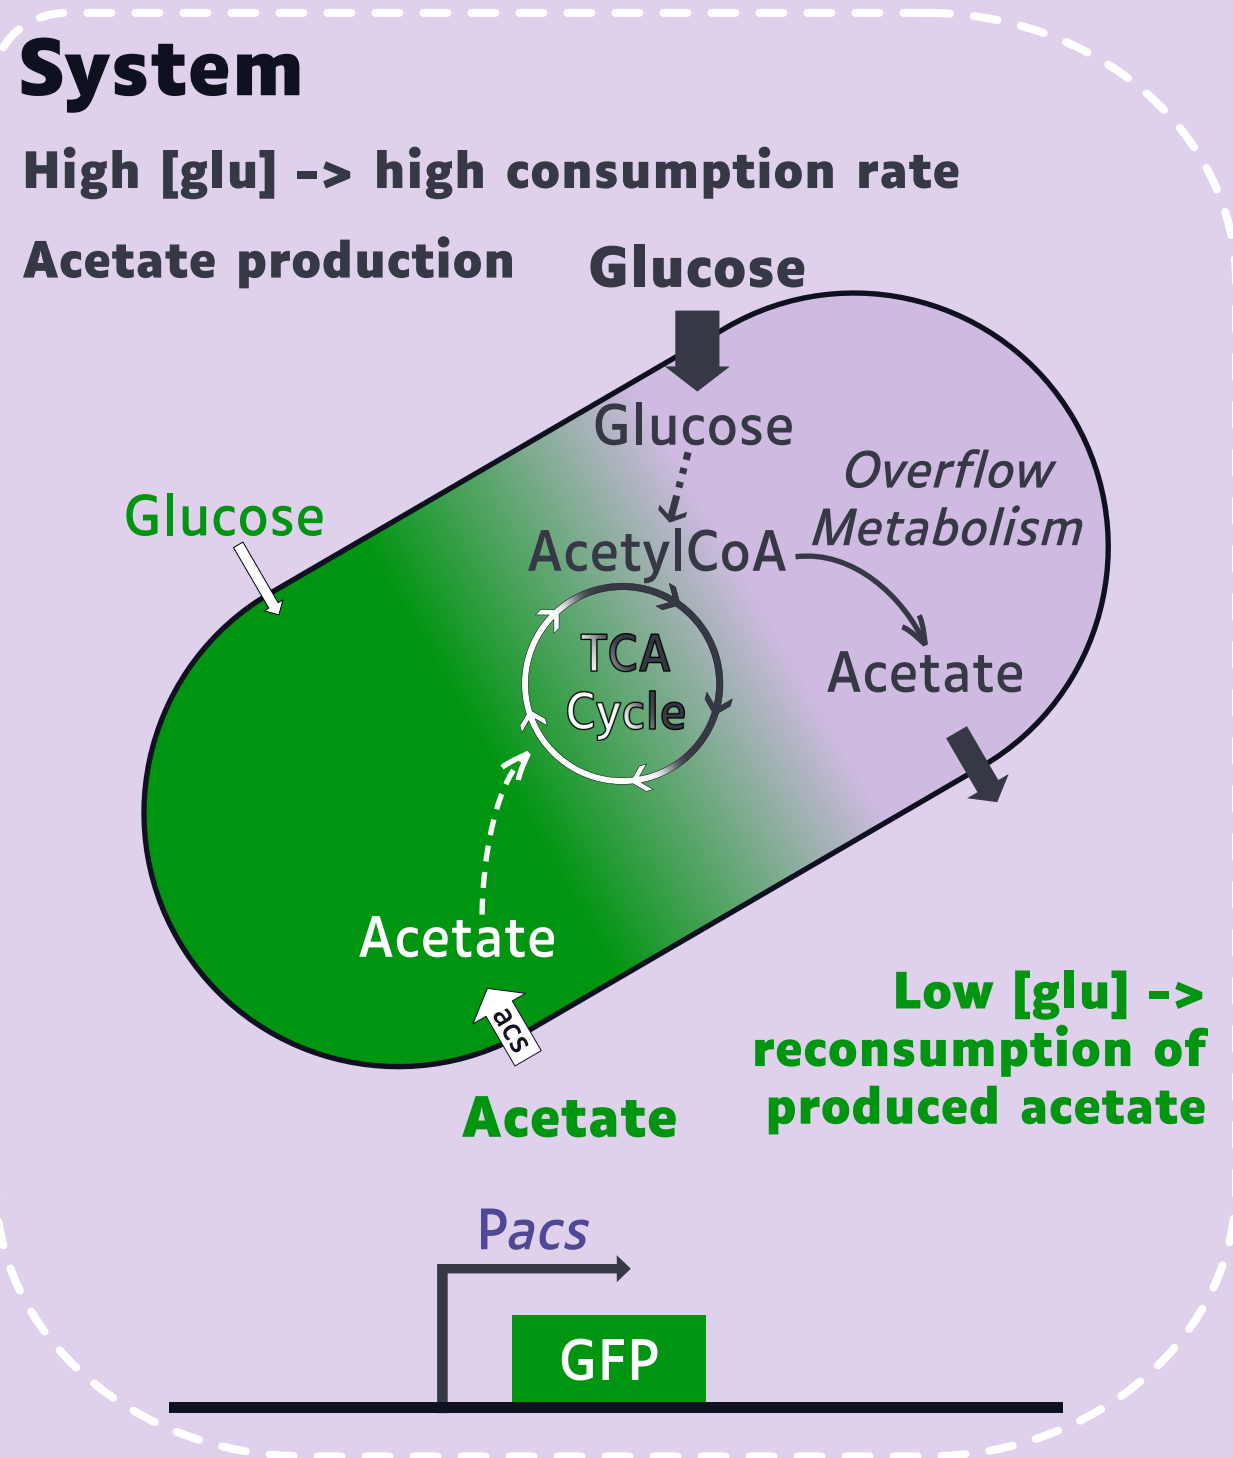 System
High [glu] -> high consumption rate
Acetate production
Glucose
Glucose
Overflow
Metabolism
Glucose
AcetylCoA
TCA
Cycle
Acetate
Acetate
acs
Acetate
Low [glu] ->
reconsumption of
produced acetate
Pacs
GFP